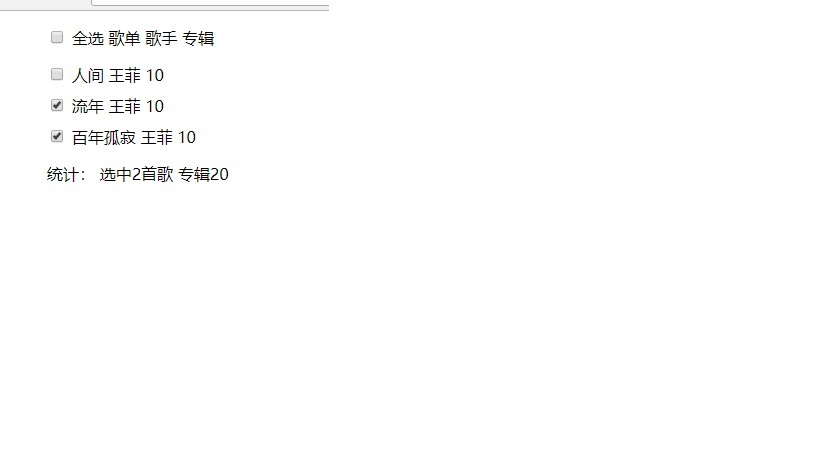 全选 歌单 歌手 专辑
人间 王菲 10
流年 王菲 10
百年孤寂 王菲 10
统计： 选中2首歌 专辑20